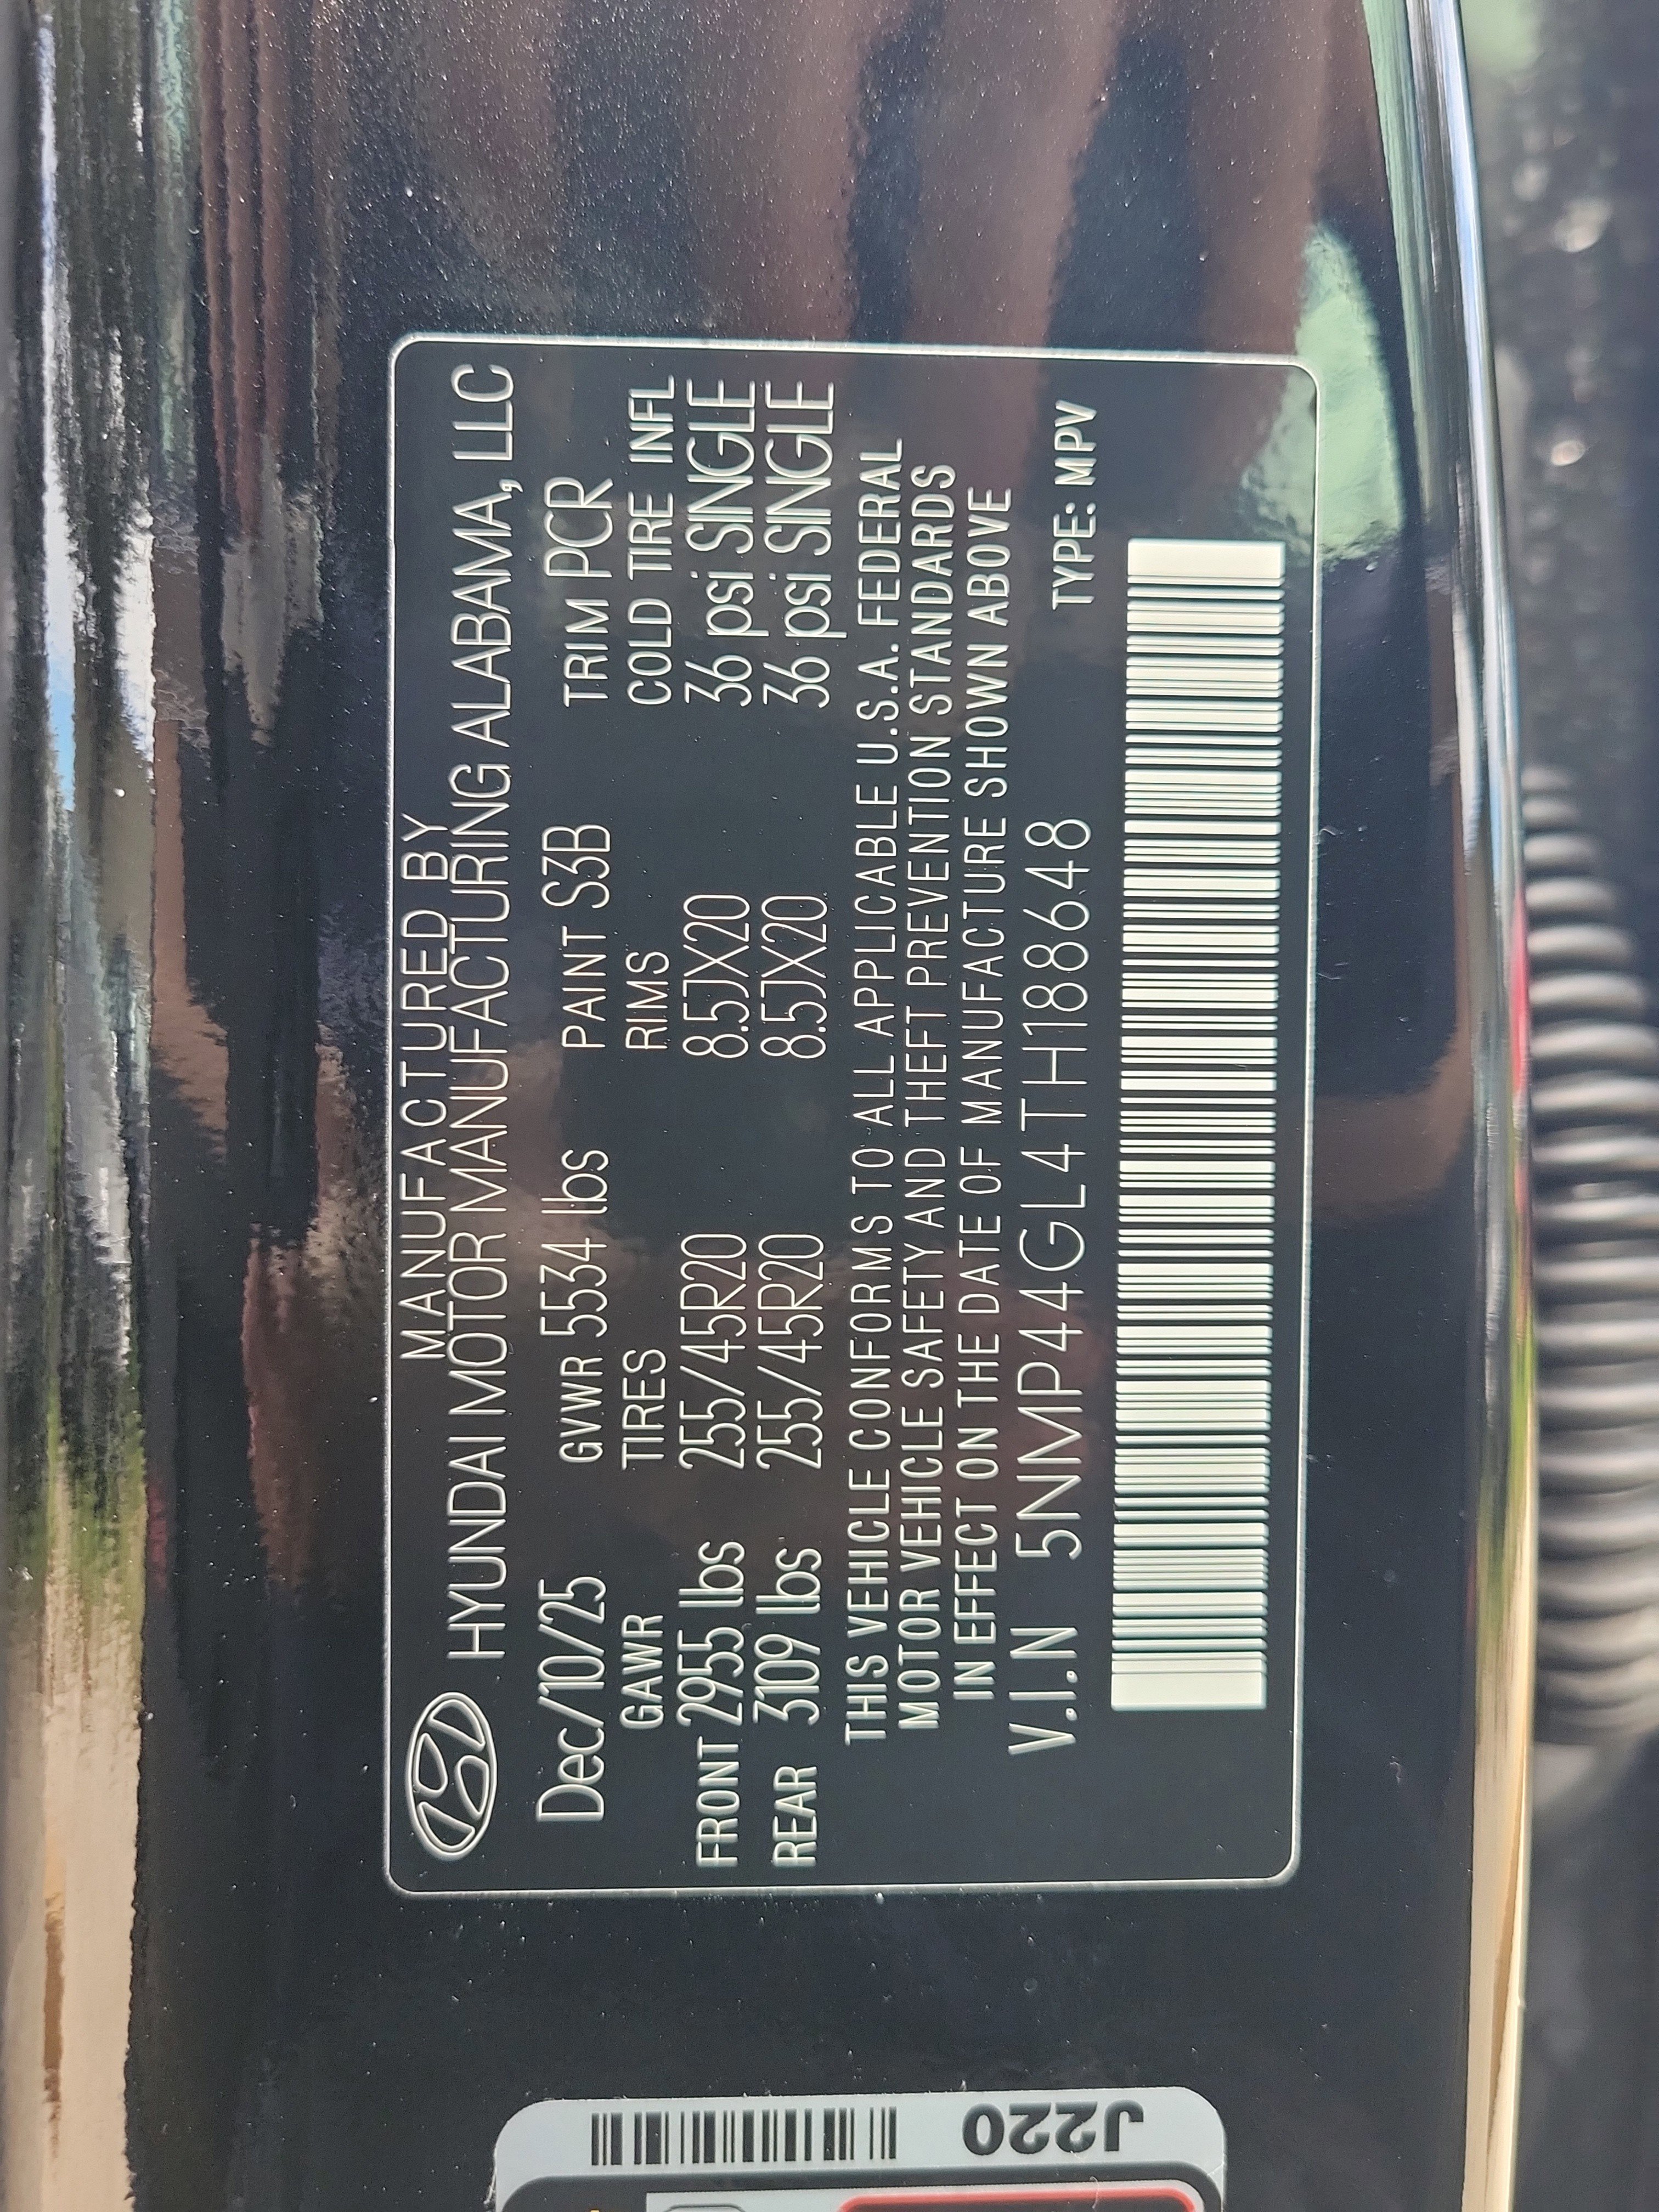 MANUFACTURED BY
HYUNDAI MOTOR MANUFACTURING ALABAMA, LLC
Dec/10/25 GVWR 5534 lbs PAINT S3B TRIM PCR
GAWR TIRES RIMS COLD TIRE INFL
FRONT 2955 lbs 255/45R20 8.5JX20 36 psi SINGLE
REAR 3109 lbs 255/45R20 8.5JX20 36 psi SINGLE
THIS VEHICLE CONFORMS TO ALL APPLICABLE U.S.A. FEDERAL
MOTOR VEHICLE SAFETY AND THEFT PREVENTION STANDARDS
IN EFFECT ON THE DATE OF MANUFACTURE SHOWN ABOVE
V.I.N 5NMP44GL4TH188648 TYPE: MPV
J220